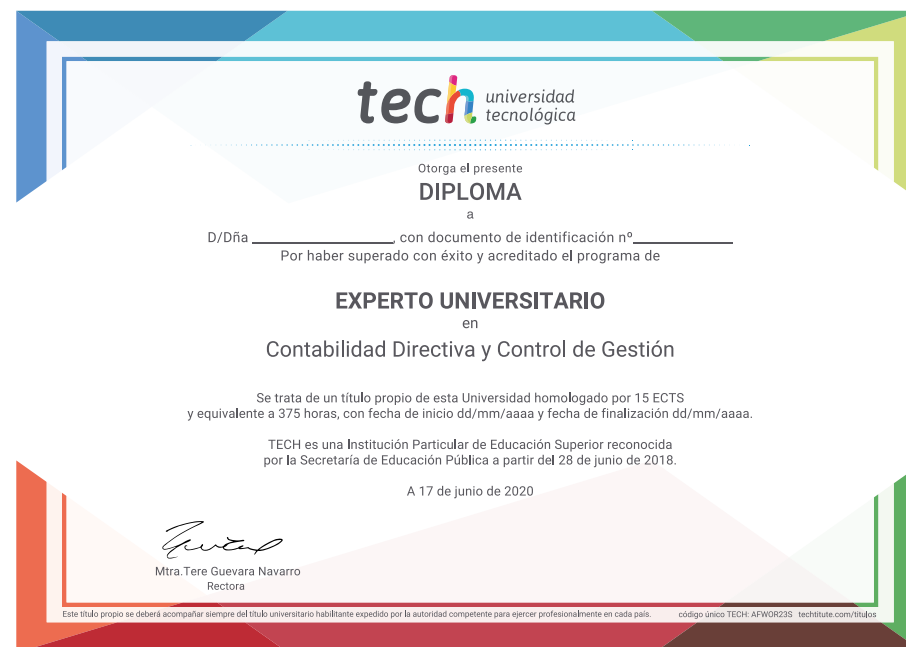 tech universidad
tecnológica
Otorga el presente
DIPLOMA
a
D/Dña ____________________, con documento de identificación nº______________
Por haber superado con éxito y acreditado el programa de
EXPERTO UNIVERSITARIO
en
Contabilidad Directiva y Control de Gestión
Se trata de un título propio de esta Universidad homologado por 15 ECTS
y equivalente a 375 horas, con fecha de inicio dd/mm/aaaa y fecha de finalización dd/mm/aaaa.
TECH es una Institución Particular de Educación Superior reconocida
por la Secretaría de Educación Pública a partir del 28 de junio de 2018.
A 17 de junio de 2020
Mtra.Tere Guevara Navarro
Rectora
Este título propio se deberá acompañar siempre del título universitario habilitante expedido por la autoridad competente para ejercer profesionalmente en cada país. código único TECH: AFWOR23S techtitute.com/titulos